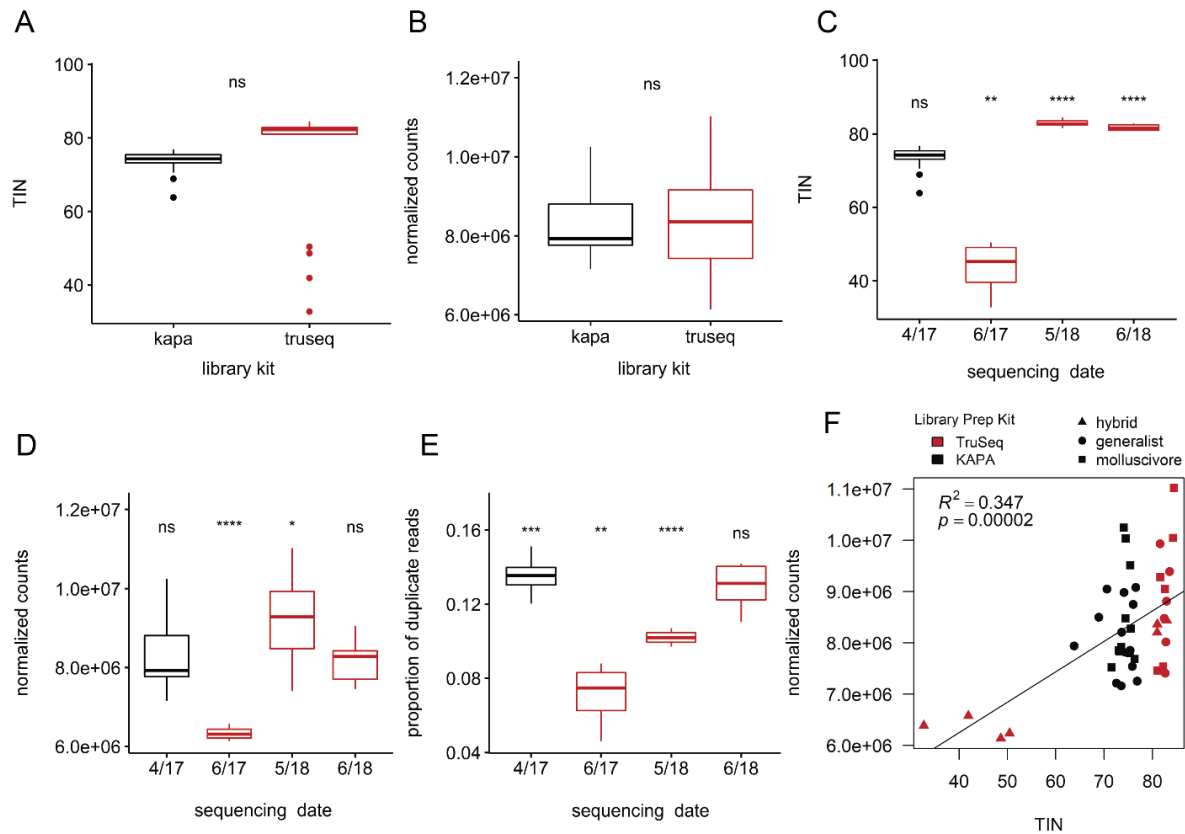 A
TIN
100
80
60
40
ns
kapa
truseq
library kit
B
normalized counts
1.2e+07
1.0e+07
8.0e+06
6.0e+06
ns
kapa
truseq
library kit
C
TIN
100
80
60
40
ns
**
****
****
4/17
6/17
5/18
6/18
sequencing date
D
normalized counts
1.2e+07
1.0e+07
8.0e+06
6.0e+06
ns
****
*
ns
4/17
6/17
5/18
6/18
sequencing date
E
proportion of duplicate reads
0.16
0.12
0.08
0.04
***
**
****
ns
4/17
6/17
5/18
6/18
sequencing date
F
Library Prep Kit
TruSeq
KAPA
hybrid
generalist
molluscivore
normalized counts
1.1e+07
1.0e+07
9.0e+06
8.0e+06
7.0e+06
6.0e+06
R² = 0.347
p = 0.00002
40
50
60
70
80
TIN